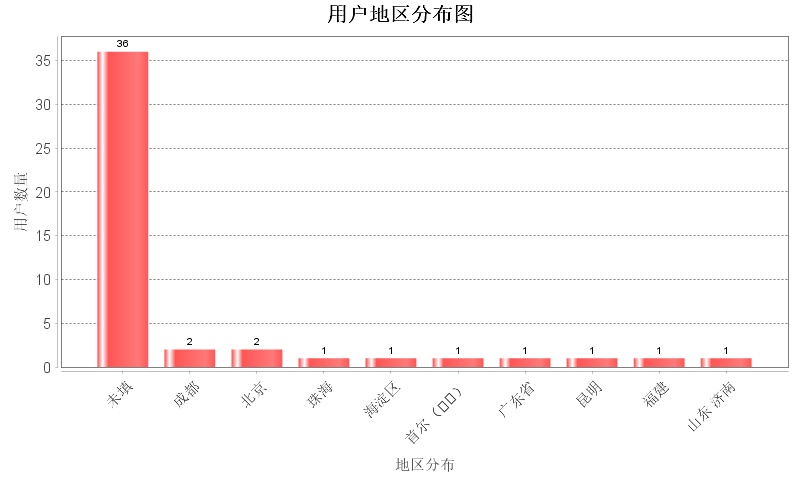 用户地区分布图
用户数量
35
30
25
20
15
10
5
0
36
2
2
1
1
1
1
1
1
1
未填
成都
北京
珠海
海淀区
首尔（□□）
广东省
昆明
福建
山东 济南
地区分布